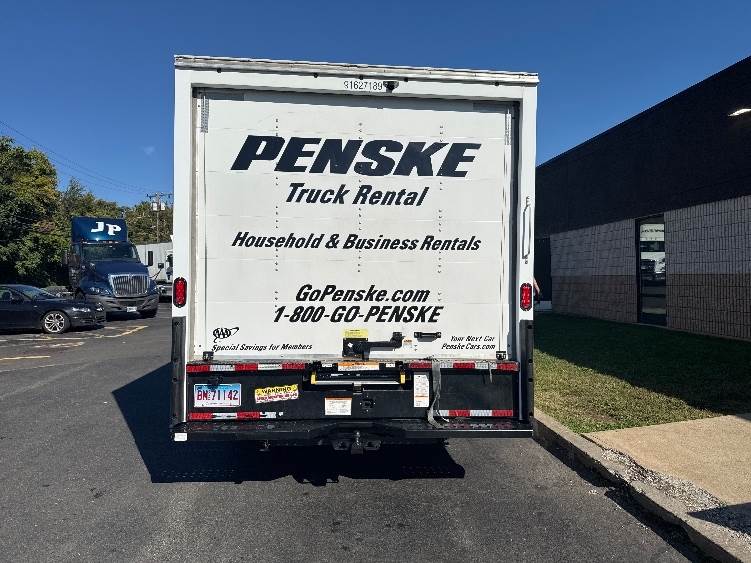 91627189
PENSKE
Truck Rental
Household & Business Rentals
GoPenske.com
1-800-GO-PENSKE
AAA
Special Savings for Members
Your Next Car
PenskeCars.com
JP
WARNING